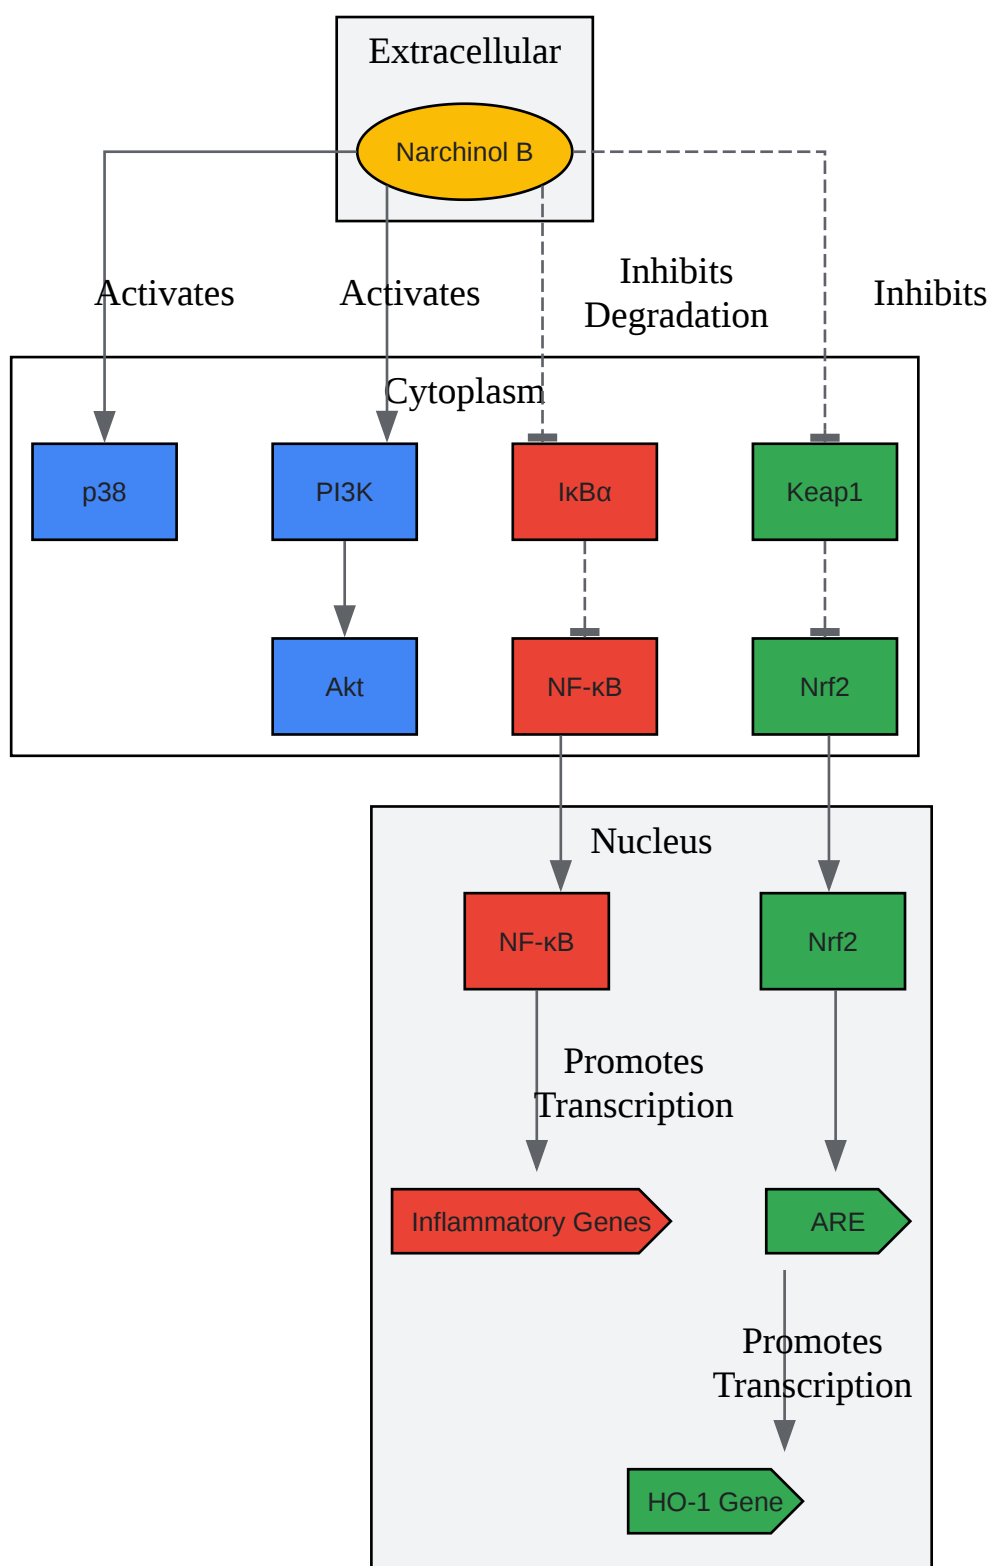 Extracellular
Narchinol B
Activates
Activates
Inhibits
Degradation
Inhibits
Cytoplasm
p38
PI3K
IκBα
Keap1
Akt
NF-κB
Nrf2
Nucleus
NF-κB
Nrf2
Promotes
Transcription
Inflammatory Genes
ARE
Promotes
Transcription
HO-1 Gene